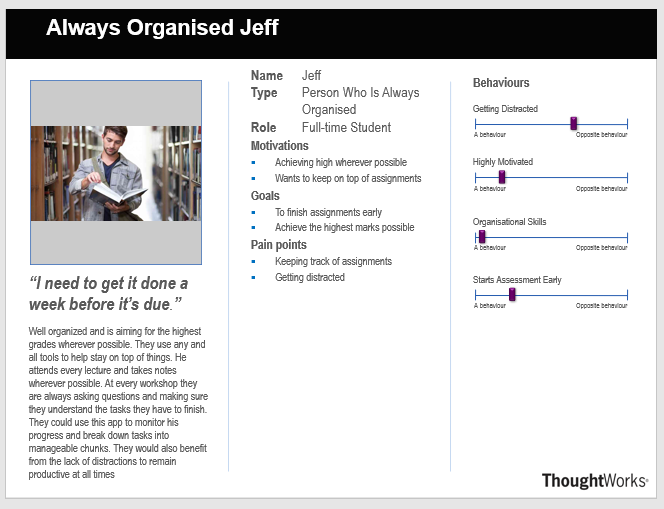 Always Organised Jeff
Name Jeff
Type Person Who Is Always
Organised
Role Full-time Student
Motivations
Achieving high wherever possible
Wants to keep on top of assignments
Goals
To finish assignments early
Achieve the highest marks possible
Pain points
Keeping track of assignments
Getting distracted
“I need to get it done a
week before it’s due.”
Well organized and is aiming for the highest
grades wherever possible. They use any and
all tools to help stay on top of things. He
attends every lecture and takes notes
wherever possible. At every workshop they
are always asking questions and making sure
they understand the tasks they have to finish.
They could use this app to monitor his
progress and break down tasks into
manageable chunks. They would also benefit
from the lack of distractions to remain
productive at all times
Behaviours
Getting Distracted
A behaviour Opposite behaviour
Highly Motivated
A behaviour Opposite behaviour
Organisational Skills
A behaviour Opposite behaviour
Starts Assessment Early
A behaviour Opposite behaviour
ThoughtWorks®